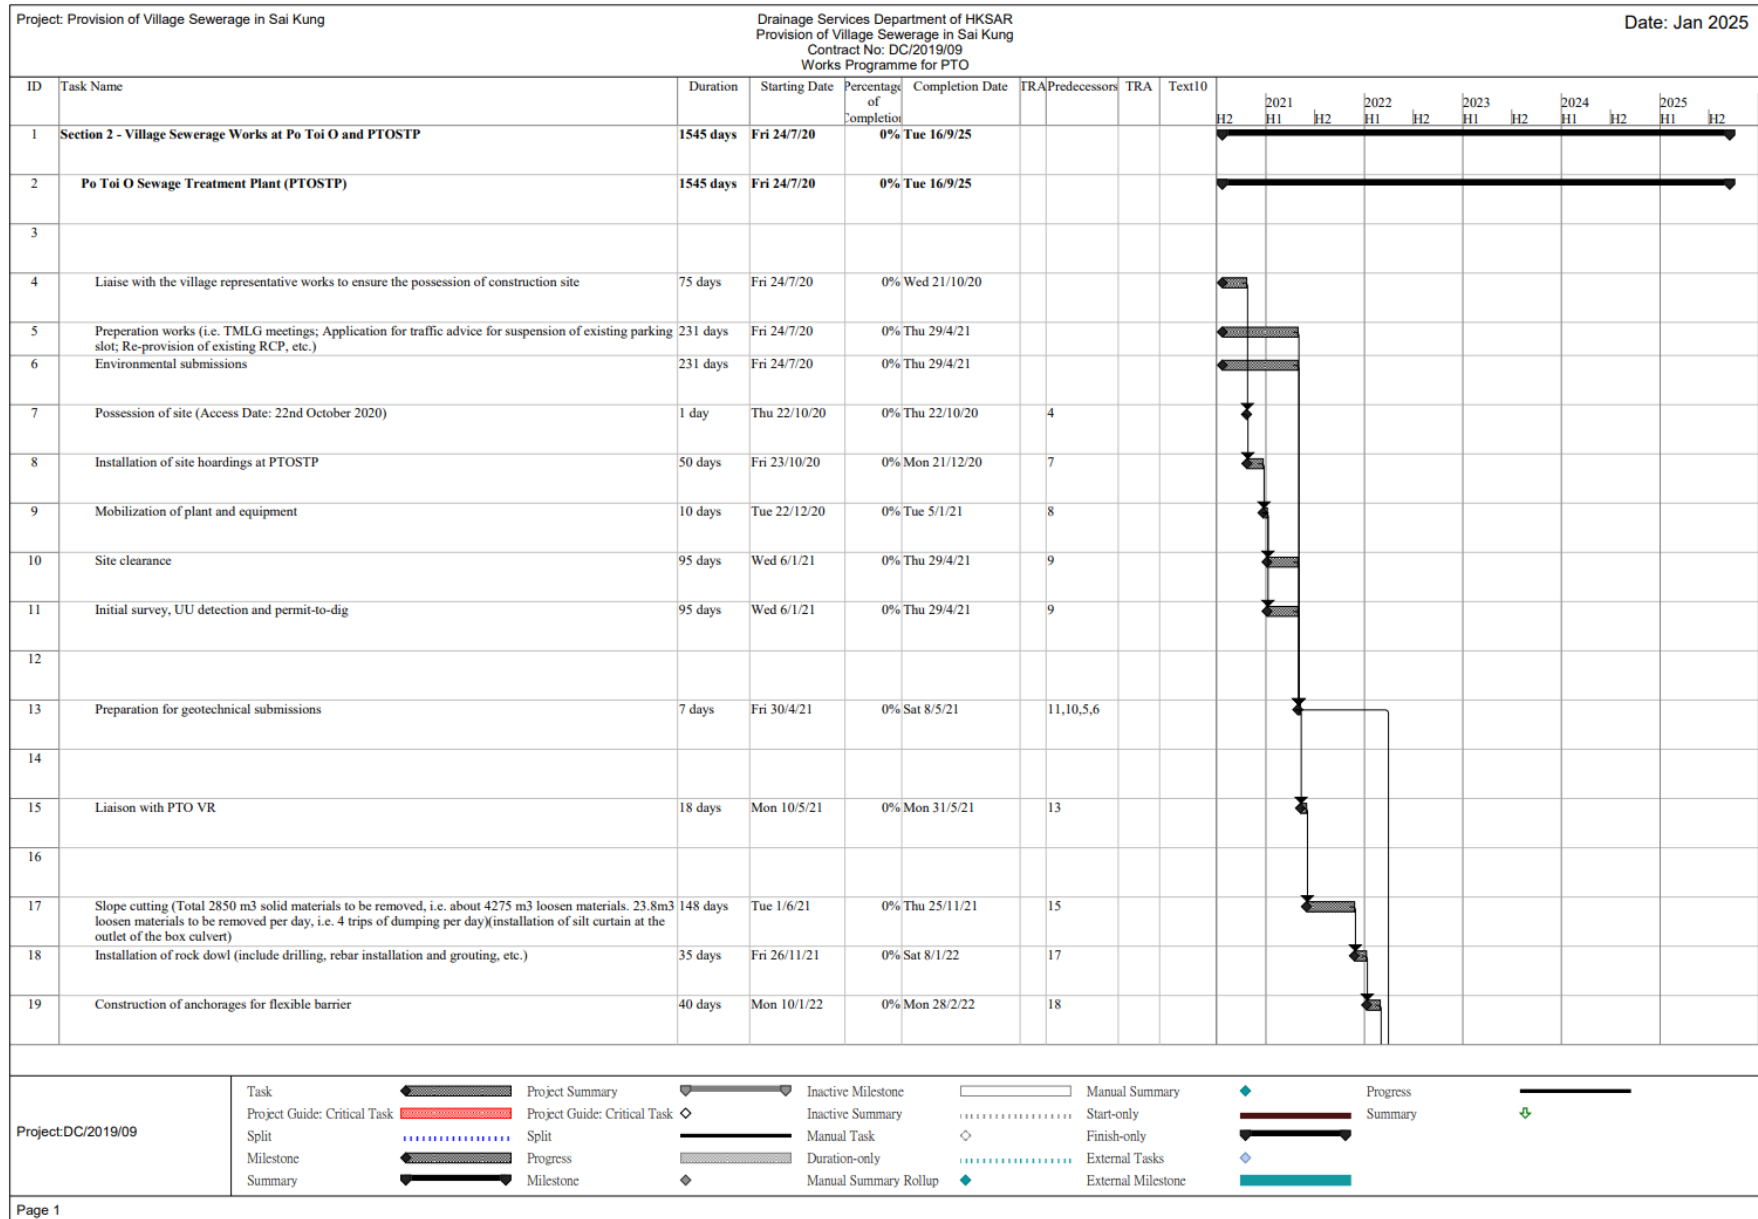 Project: Provision of Village Sewerage in Sai Kung
Drainage Services Department of HKSAR
Provision of Village Sewerage in Sai Kung
Contract No: DC/2019/09
Works Programme for PTO
Date: Jan 2025
ID Task Name Duration Starting Date Percentage of Completion Completion Date TRA Predecessors TRA Text10
2021 2022 2023 2024 2025
H2 H1 H2 H1 H2 H1 H2 H1 H2 H1 H2
1 Section 2 - Village Sewerage Works at Po Toi O and PTOSTP 1545 days Fri 24/7/20 0% Tue 16/9/25
2 Po Toi O Sewage Treatment Plant (PTOSTP) 1545 days Fri 24/7/20 0% Tue 16/9/25
3
4 Liaise with the village representative works to ensure the possession of construction site 75 days Fri 24/7/20 0% Wed 21/10/20
5 Preperation works (i.e. TMLG meetings; Application for traffic advice for suspension of existing parking 231 days Fri 24/7/20 0% Thu 29/4/21
slot; Re-provision of existing RCP, etc.)
6 Environmental submissions 231 days Fri 24/7/20 0% Thu 29/4/21
7 Possession of site (Access Date: 22nd October 2020) 1 day Thu 22/10/20 0% Thu 22/10/20 4
8 Installation of site hoardings at PTOSTP 50 days Fri 23/10/20 0% Mon 21/12/20 7
9 Mobilization of plant and equipment 10 days Tue 22/12/20 0% Tue 5/1/21 8
10 Site clearance 95 days Wed 6/1/21 0% Thu 29/4/21 9
11 Initial survey, UU detection and permit-to-dig 95 days Wed 6/1/21 0% Thu 29/4/21 9
12
13 Preparation for geotechnical submissions 7 days Fri 30/4/21 0% Sat 8/5/21 11,10,5,6
14
15 Liaison with PTO VR 18 days Mon 10/5/21 0% Mon 31/5/21 13
16
17 Slope cutting (Total 2850 m3 solid materials to be removed, i.e. about 4275 m3 loosen materials. 23.8m3 148 days Tue 1/6/21 0% Thu 25/11/21 15
loosen materials to be removed per day, i.e. 4 trips of dumping per day)(installation of silt curtain at the
outlet of the box culvert)
18 Installation of rock dowl (include drilling, rebar installation and grouting, etc.) 35 days Fri 26/11/21 0% Sat 8/1/22 17
19 Construction of anchorages for flexible barrier 40 days Mon 10/1/22 0% Mon 28/2/22 18
Project:DC/2019/09
Task Project Summary Inactive Milestone Manual Summary Progress
Project Guide: Critical Task Project Guide: Critical Task Inactive Summary Start-only Summary
Split Split Manual Task Finish-only
Milestone Progress Duration-only External Tasks
Summary Milestone Manual Summary Rollup External Milestone
Page 1